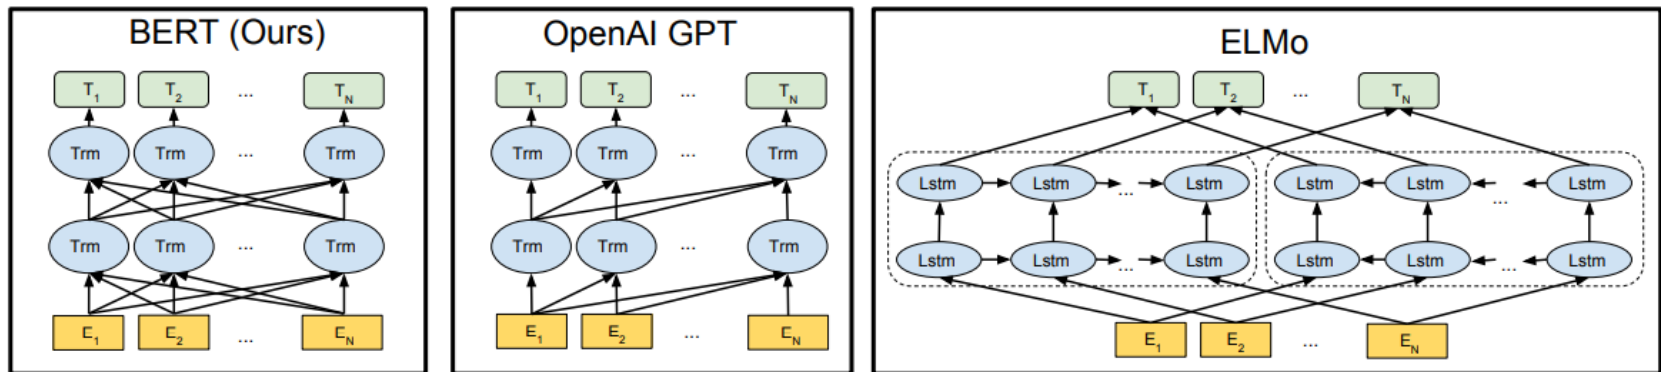 BERT (Ours) OpenAI GPT ELMo
T1 T2 ... TN T1 T2 ... TN T1 T2 ... TN
Trm Trm ... Trm Trm Trm ... Trm Lstm Lstm ... Lstm Lstm Lstm ... Lstm
Trm Trm ... Trm Trm Trm ... Trm Lstm Lstm ... Lstm Lstm Lstm ... Lstm
E1 E2 ... EN E1 E2 ... EN E1 E2 ... EN